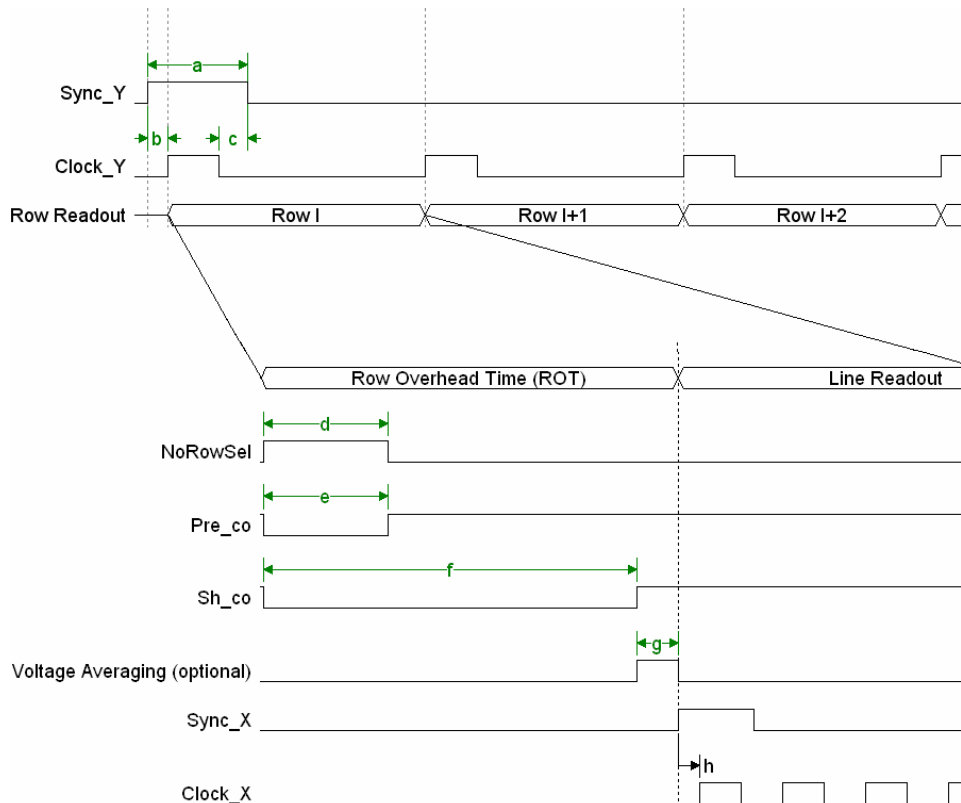 a
Sync_Y
b
c
Clock_Y
Row Readout
Row I
Row I+1
Row I+2
Row Overhead Time (ROT)
Line Readout
d
NoRowSel
e
Pre_co
f
Sh_co
g
Voltage Averaging (optional)
Sync_X
h
Clock_X